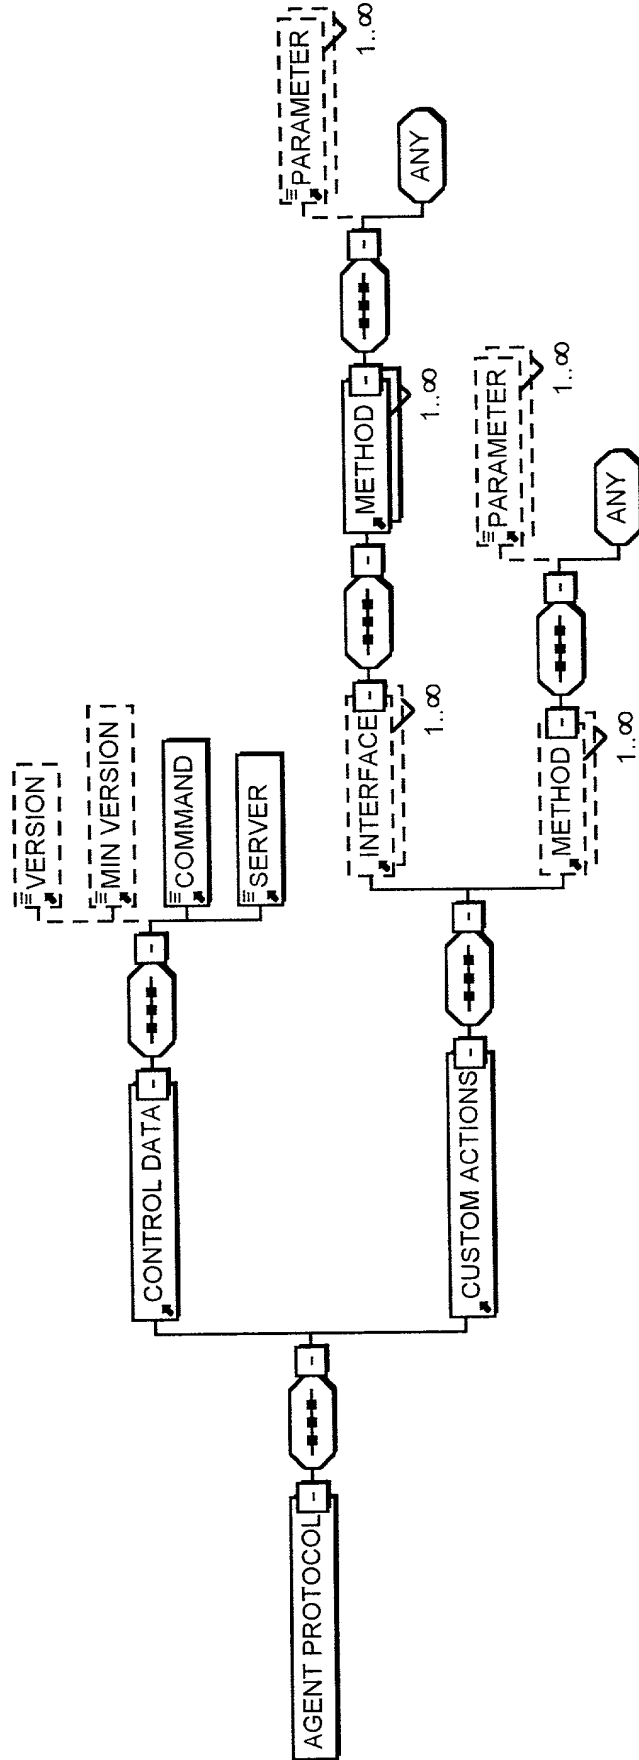 AGENT PROTOCOL
CONTROL DATA
VERSION
MIN VERSION
COMMAND
SERVER
CUSTOM ACTIONS
INTERFACE
1..∞
METHOD
1..∞
PARAMETER
1..∞
ANY
METHOD
1..∞
PARAMETER
1..∞
ANY